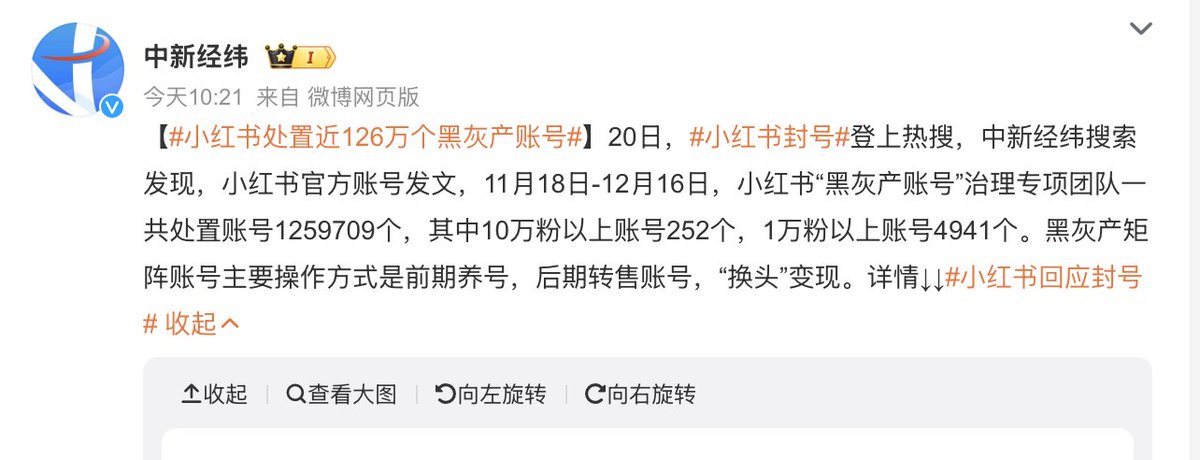 中新经纬 I
今天10:21 来自 微博网页版
【#小红书处置近126万个黑灰产账号#】20日，#小红书封号#登上热搜，中新经纬搜索
发现，小红书官方账号发文，11月18日-12月16日，小红书“黑灰产账号”治理专项团队一
共处置账号1259709个，其中10万粉以上账号252个，1万粉以上账号4941个。黑灰产矩
阵账号主要操作方式是前期养号，后期转售账号，“换头”变现。详情↓↓#小红书回应封号
# 收起
收起 查看大图 向左旋转 向右旋转